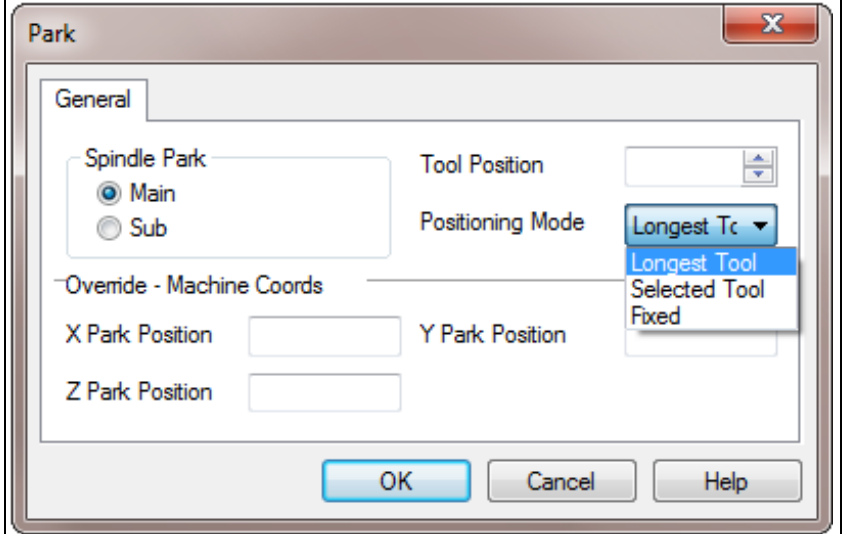 Park
General
Spindle Park
Main
Sub
Tool Position
Positioning Mode
Longest Tc
Longest Tool
Selected Tool
Fixed
Override - Machine Coords
X Park Position
Y Park Position
Z Park Position
OK
Cancel
Help